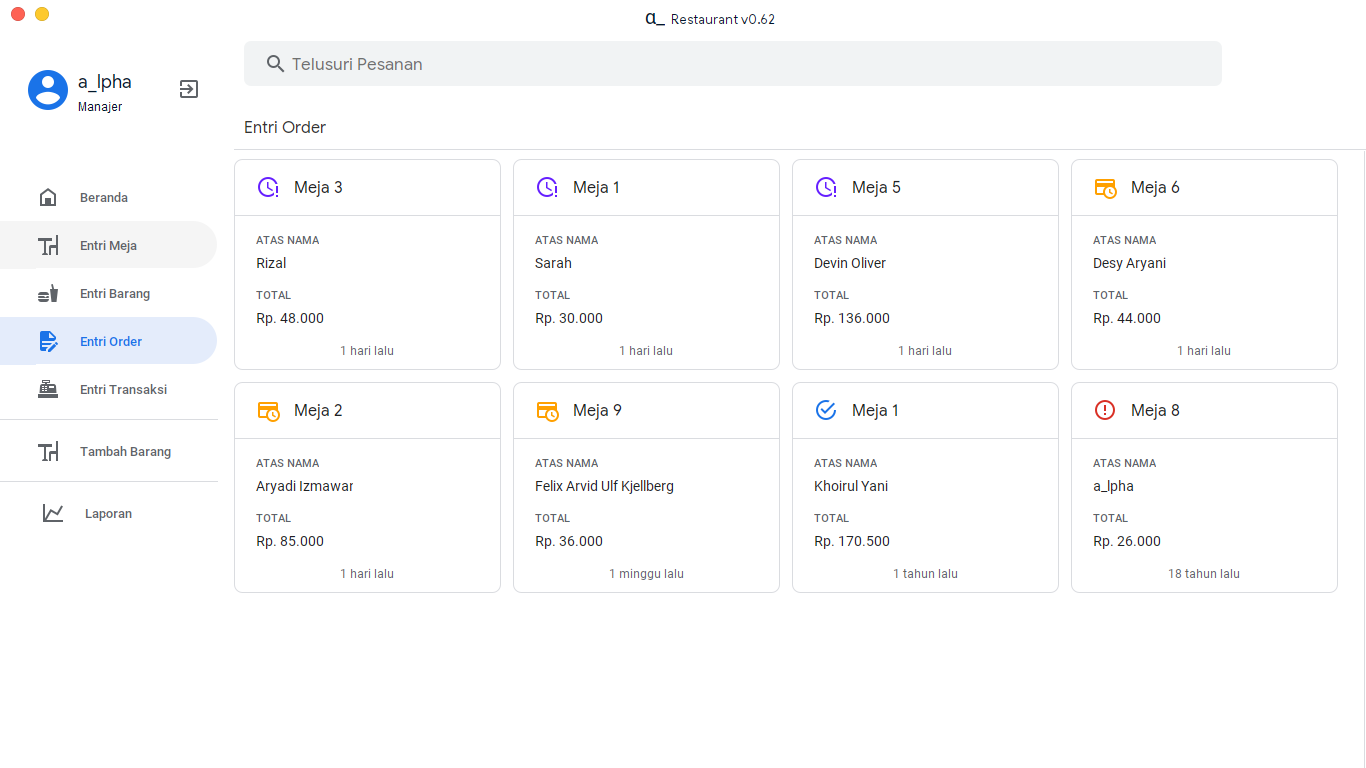 a_ Restaurant v0.62
a_lpha
Manajer
Telusuri Pesanan
Beranda
Entri Meja
Entri Barang
Entri Order
Entri Transaksi
Tambah Barang
Laporan
Entri Order
Meja 3
ATAS NAMA
Rizal
TOTAL
Rp. 48.000
1 hari lalu
Meja 1
ATAS NAMA
Sarah
TOTAL
Rp. 30.000
1 hari lalu
Meja 5
ATAS NAMA
Devin Oliver
TOTAL
Rp. 136.000
1 hari lalu
Meja 6
ATAS NAMA
Desy Aryani
TOTAL
Rp. 44.000
1 hari lalu
Meja 2
ATAS NAMA
Aryadi Izmawar
TOTAL
Rp. 85.000
1 hari lalu
Meja 9
ATAS NAMA
Felix Arvid Ulf Kjellberg
TOTAL
Rp. 36.000
1 minggu lalu
Meja 1
ATAS NAMA
Khoirul Yani
TOTAL
Rp. 170.500
1 tahun lalu
Meja 8
ATAS NAMA
a_lpha
TOTAL
Rp. 26.000
18 tahun lalu